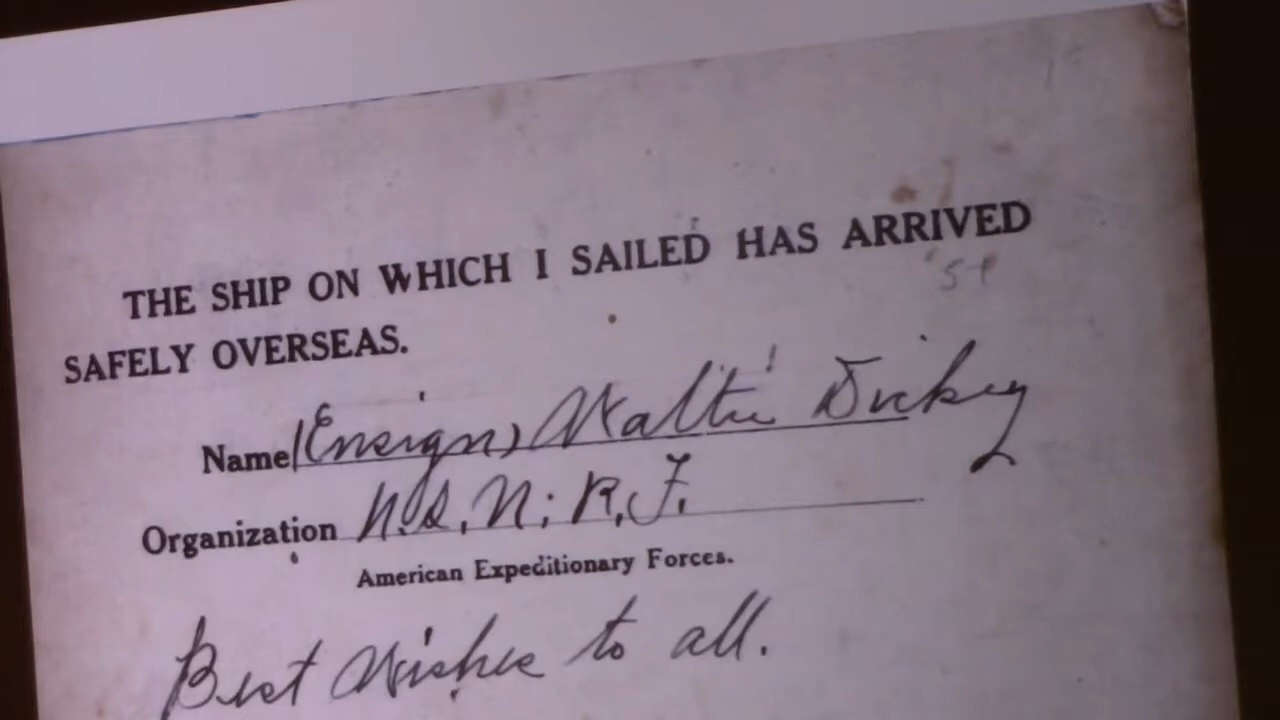 THE SHIP ON WHICH I SAILED HAS ARRIVED
SAFELY OVERSEAS.
Name (Ensign) Walter Dickey
Organization U.S.N.R.F.
American Expeditionary Forces.
Best Wishes to all.